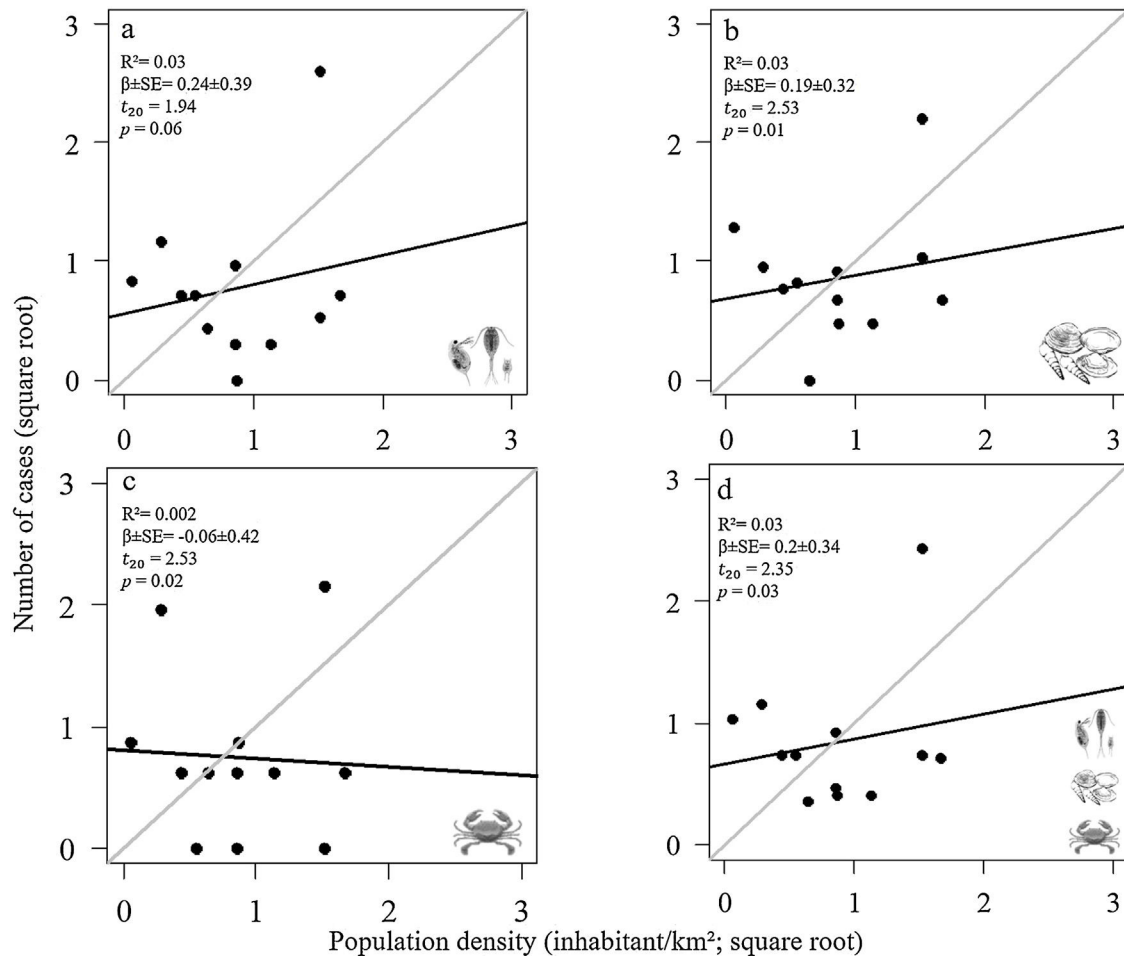 a
R²= 0.03
β±SE= 0.24±0.39
t₂₀ = 1.94
p = 0.06
3
2
1
0
0 1 2 3
b
R²= 0.03
β±SE= 0.19±0.32
t₂₀ = 2.53
p = 0.01
3
2
1
0
0 1 2 3
Number of cases (square root)
c
R²= 0.002
β±SE= -0.06±0.42
t₂₀ = 2.53
p = 0.02
3
2
1
0
0 1 2 3
d
R²= 0.03
β±SE= 0.2±0.34
t₂₀ = 2.35
p = 0.03
3
2
1
0
0 1 2 3
Population density (inhabitant/km²; square root)